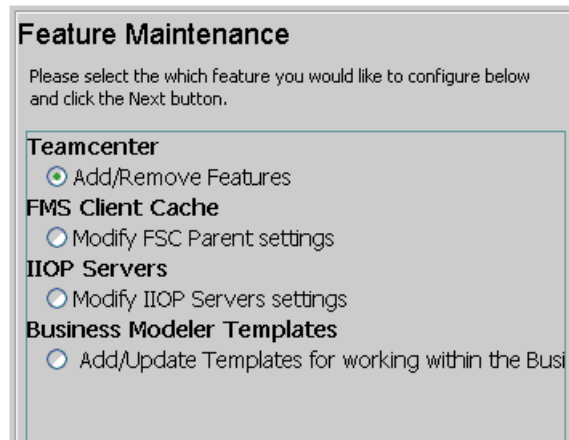 Feature Maintenance
Please select the which feature you would like to configure below
and click the Next button.
Teamcenter
Add/Remove Features
FMS Client Cache
Modify FSC Parent settings
IIOP Servers
Modify IIOP Servers settings
Business Modeler Templates
Add/Update Templates for working within the Busi